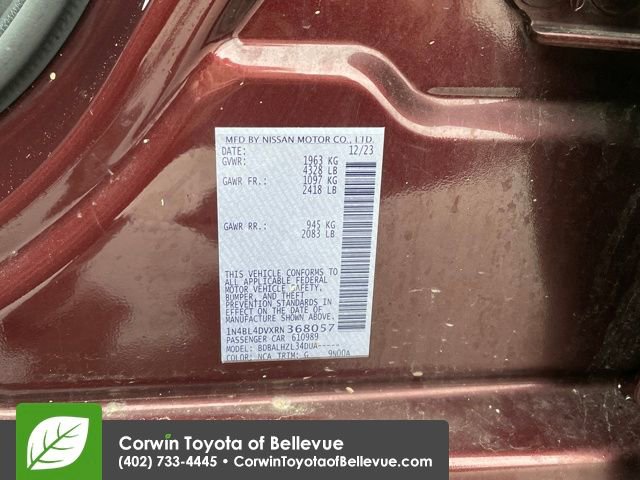 MFD BY NISSAN MOTOR CO., LTD.
DATE: 12/23
GVWR: 1963 KG
4328 LB
GAWR FR.: 1097 KG
2418 LB
GAWR RR.: 945 KG
2083 LB
THIS VEHICLE CONFORMS TO
ALL APPLICABLE FEDERAL
MOTOR VEHICLE SAFETY,
BUMPER, AND THEFT
PREVENTION STANDARDS IN
EFFECT ON THE DATE OF
MANUFACTURE SHOWN ABOVE.
1N4BL4DVXRN368057
PASSENGER CAR 610989
MODEL: BDBALHZL34DUA-----
COLOR: NCA TRIM: G 9N00A
Corwin Toyota of Bellevue
(402) 733-4445 • CorwinToyotaofBellevue.com